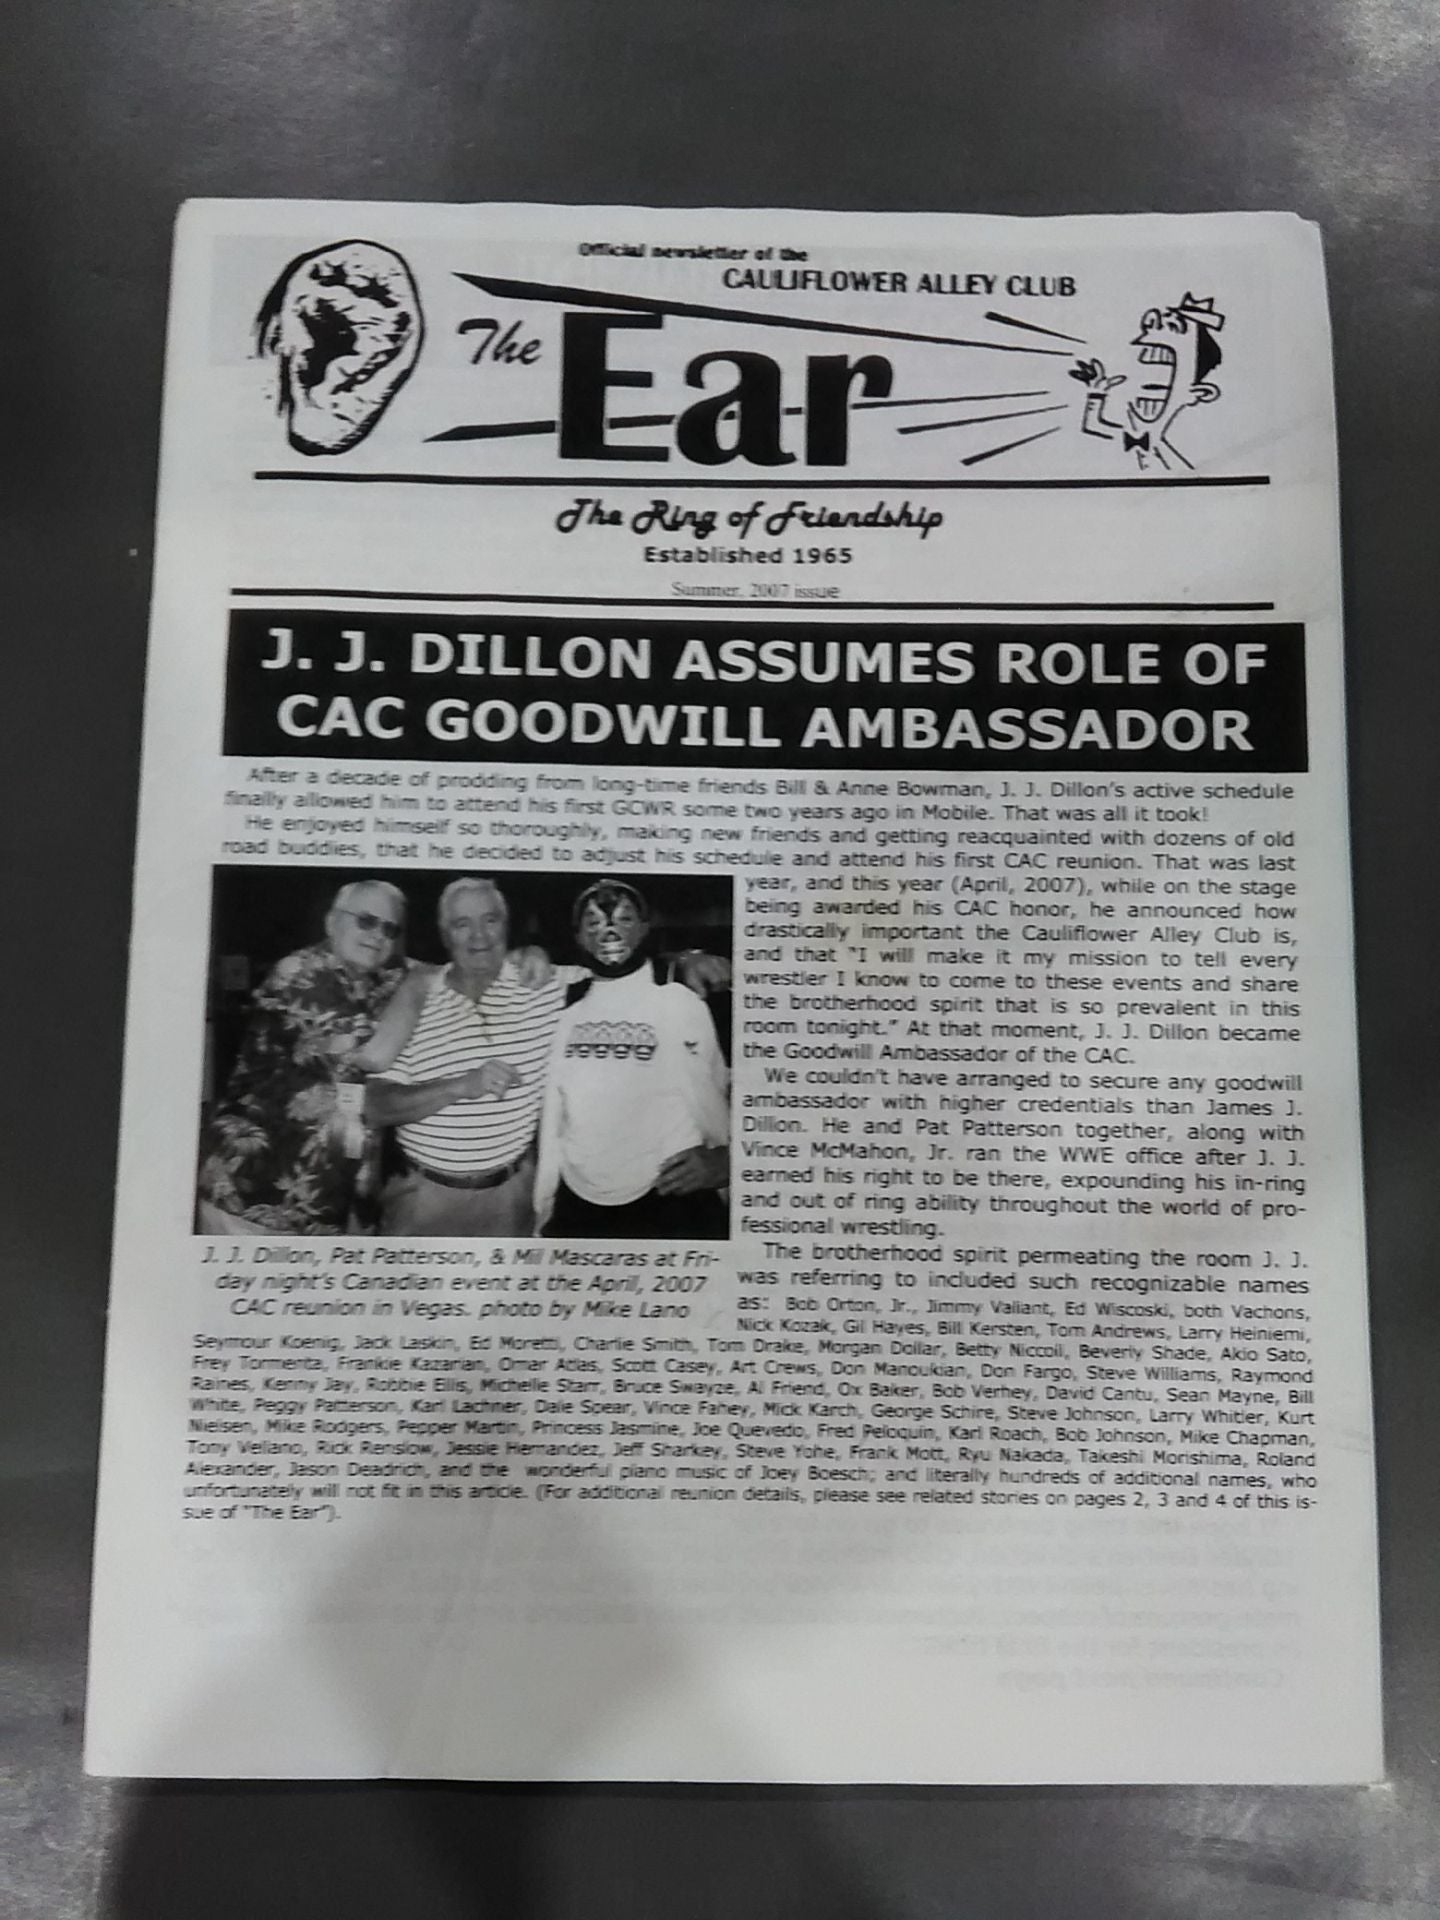 Official newsletter of the
CAULIFLOWER ALLEY CLUB
The Ear
The Ring of Friendship
Established 1965
Summer, 2007 issue
J. J. DILLON ASSUMES ROLE OF
CAC GOODWILL AMBASSADOR
After a decade of prodding from long-time friends Bill & Anne Bowman, J. J. Dillon's active schedule
finally allowed him to attend his first GCWR some two years ago in Mobile. That was all it took!
He enjoyed himself so thoroughly, making new friends and getting reacquainted with dozens of old
road buddies, that he decided to adjust his schedule and attend his first CAC reunion. That was last
year, and this year (April, 2007), while on the stage
being awarded his CAC honor, he announced how
drastically important the Cauliflower Alley Club is,
and that "I will make it my mission to tell every
wrestler I know to come to these events and share
the brotherhood spirit that is so prevalent in this
room tonight." At that moment, J. J. Dillon became
the Goodwill Ambassador of the CAC.
We couldn't have arranged to secure any goodwill
ambassador with higher credentials than James J.
Dillon. He and Pat Patterson together, along with
Vince McMahon, Jr. ran the WWE office after J. J.
earned his right to be there, expounding his in-ring
and out of ring ability throughout the world of pro-
fessional wrestling.
J. J. Dillon, Pat Patterson, & Mil Mascaras at Fri-
day night's Canadian event at the April, 2007
CAC reunion in Vegas. photo by Mike Lano
The brotherhood spirit permeating the room J. J.
was referring to included such recognizable names
as: Bob Orton, Jr., Jimmy Valiant, Ed Wiscoski, both Vachons,
Nick Kozak, Gil Hayes, Bill Kersten, Tom Andrews, Larry Heiniemi,
Seymour Koenig, Jack Laskin, Ed Moretti, Charlie Smith, Tom Drake, Morgan Dollar, Betty Niccoli, Beverly Shade, Akio Sato,
Frey Tormenta, Frankie Kazarian, Omar Atlas, Scott Casey, Art Crews, Don Manoukian, Don Fargo, Steve Williams, Raymond
Raines, Kenny Jay, Robbie Ellis, Michelle Starr, Bruce Swayze, Al Friend, Ox Baker, Bob Verhey, David Cantu, Sean Mayne, Bill
White, Peggy Patterson, Karl Lachner, Dale Spear, Vince Fahey, Mick Karch, George Schire, Steve Johnson, Larry Whitler, Kurt
Nielsen, Mike Rodgers, Pepper Martin, Princess Jasmine, Joe Quevedo, Fred Peloquin, Karl Roach, Bob Johnson, Mike Chapman,
Tony Vellano, Rick Renslow, Jessie Hernandez, Jeff Sharkey, Steve Yohe, Frank Mott, Ryu Nakada, Takeshi Morishima, Roland
Alexander, Jason Deadrich, and the wonderful piano music of Joey Boesch; and literally hundreds of additional names, who
unfortunately will not fit in this article. (For additional reunion details, please see related stories on pages 2, 3 and 4 of this is-
sue of "The Ear").